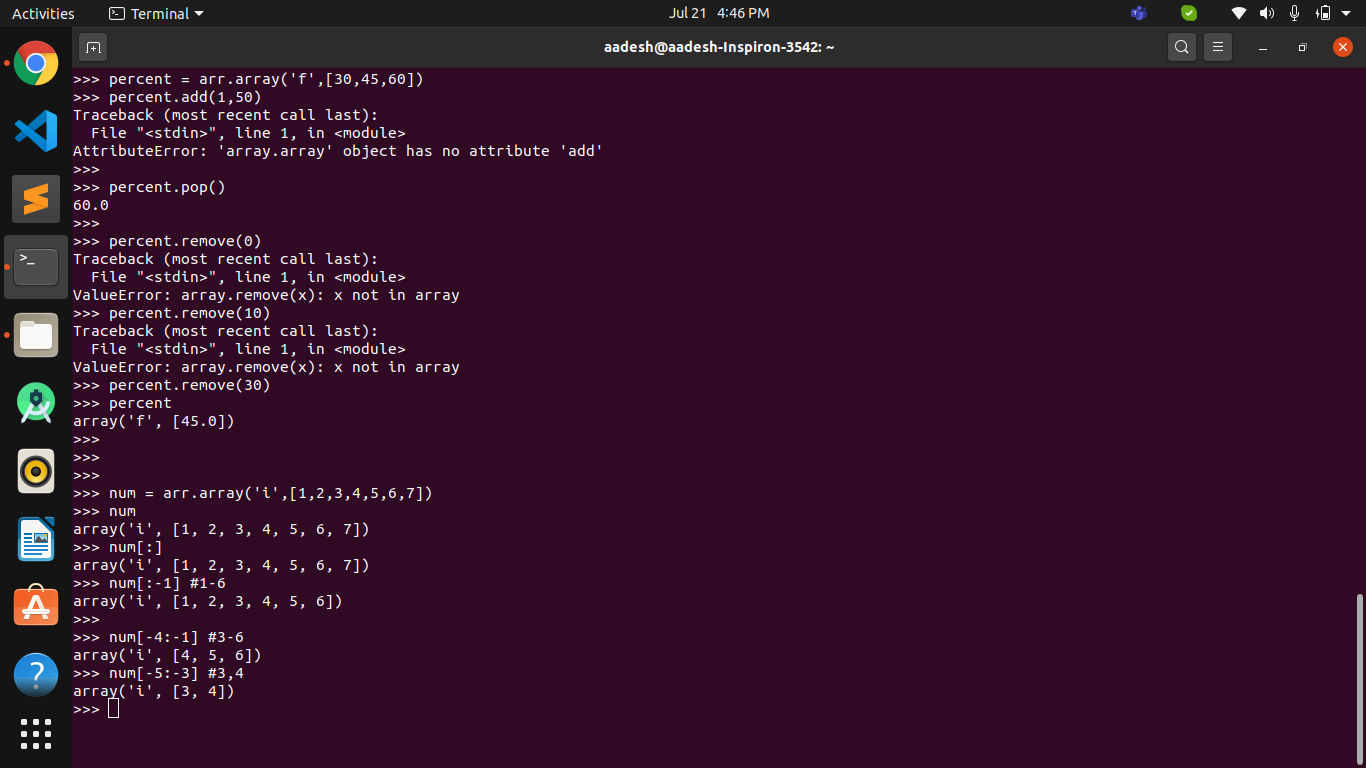 Activities Terminal Jul 21 4:46 PM
aadesh@aadesh-Inspiron-3542: ~
>>> percent = arr.array('f',[30,45,60])
>>> percent.add(1,50)
Traceback (most recent call last):
  File "<stdin>", line 1, in <module>
AttributeError: 'array.array' object has no attribute 'add'
>>>
>>> percent.pop()
60.0
>>>
>>> percent.remove(0)
Traceback (most recent call last):
  File "<stdin>", line 1, in <module>
ValueError: array.remove(x): x not in array
>>> percent.remove(10)
Traceback (most recent call last):
  File "<stdin>", line 1, in <module>
ValueError: array.remove(x): x not in array
>>> percent.remove(30)
>>> percent
array('f', [45.0])
>>>
>>>
>>>
>>> num = arr.array('i',[1,2,3,4,5,6,7])
>>> num
array('i', [1, 2, 3, 4, 5, 6, 7])
>>> num[:]
array('i', [1, 2, 3, 4, 5, 6, 7])
>>> num[:-1] #1-6
array('i', [1, 2, 3, 4, 5, 6])
>>>
>>> num[-4:-1] #3-6
array('i', [4, 5, 6])
>>> num[-5:-3] #3,4
array('i', [3, 4])
>>>